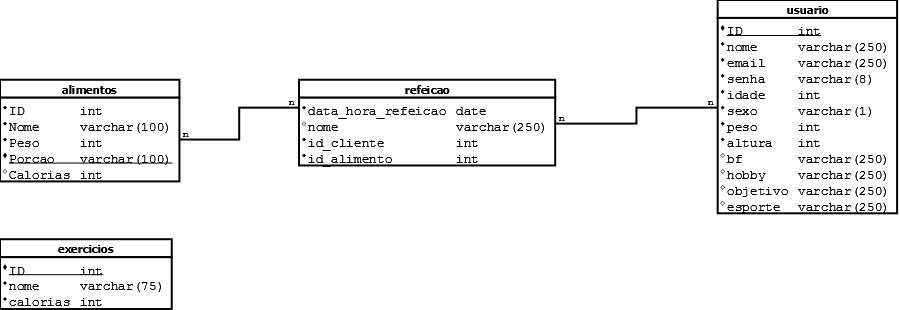 usuario
ID int
nome varchar(250)
email varchar(250)
senha varchar(8)
idade int
sexo varchar(1)
peso int
altura int
bf varchar(250)
hobby varchar(250)
objetivo varchar(250)
esporte varchar(250)
alimentos
ID int
Nome varchar(100)
Peso int
Porcao varchar(100)
Calorias int
n
n
refeicao
data_hora_refeicao date
nome varchar(250)
id_cliente int
id_alimento int
n
n
exercicios
ID int
nome varchar(75)
calorias int